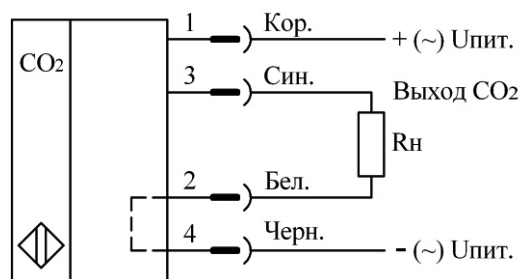 1 Кор. + (~) Uпит.
CO₂ 3 Син. Выход CO₂
Rн
2 Бел.
4 Черн. - (~) Uпит.